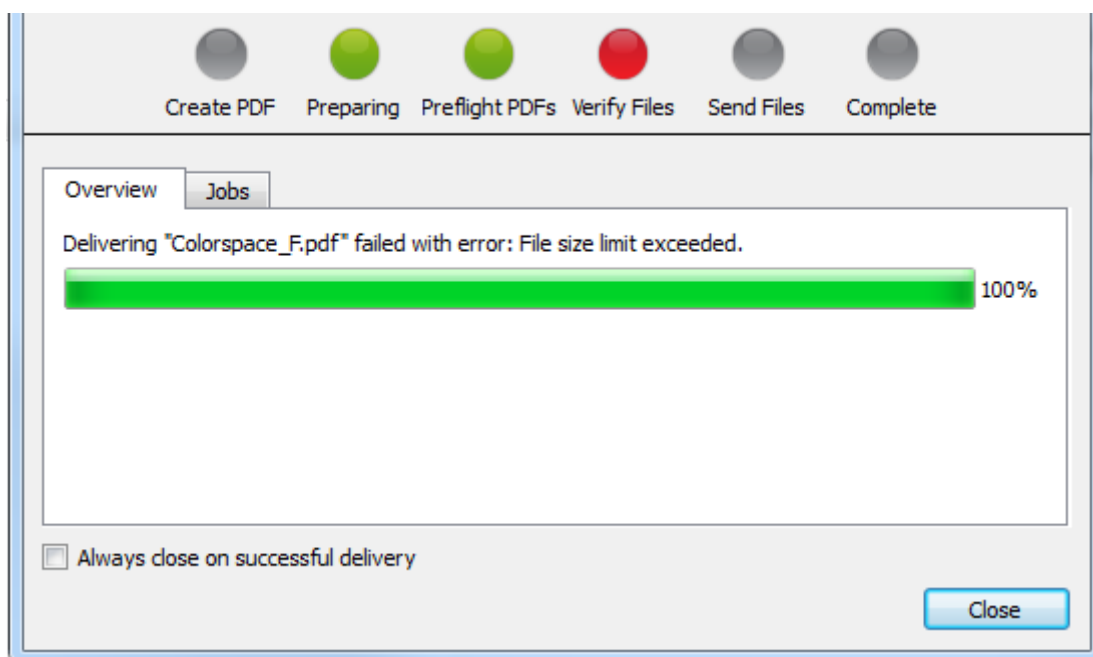 Create PDF Preparing Preflight PDFs Verify Files Send Files Complete
Overview Jobs
Delivering "Colorspace_F.pdf" failed with error: File size limit exceeded.
100%
Always close on successful delivery
Close